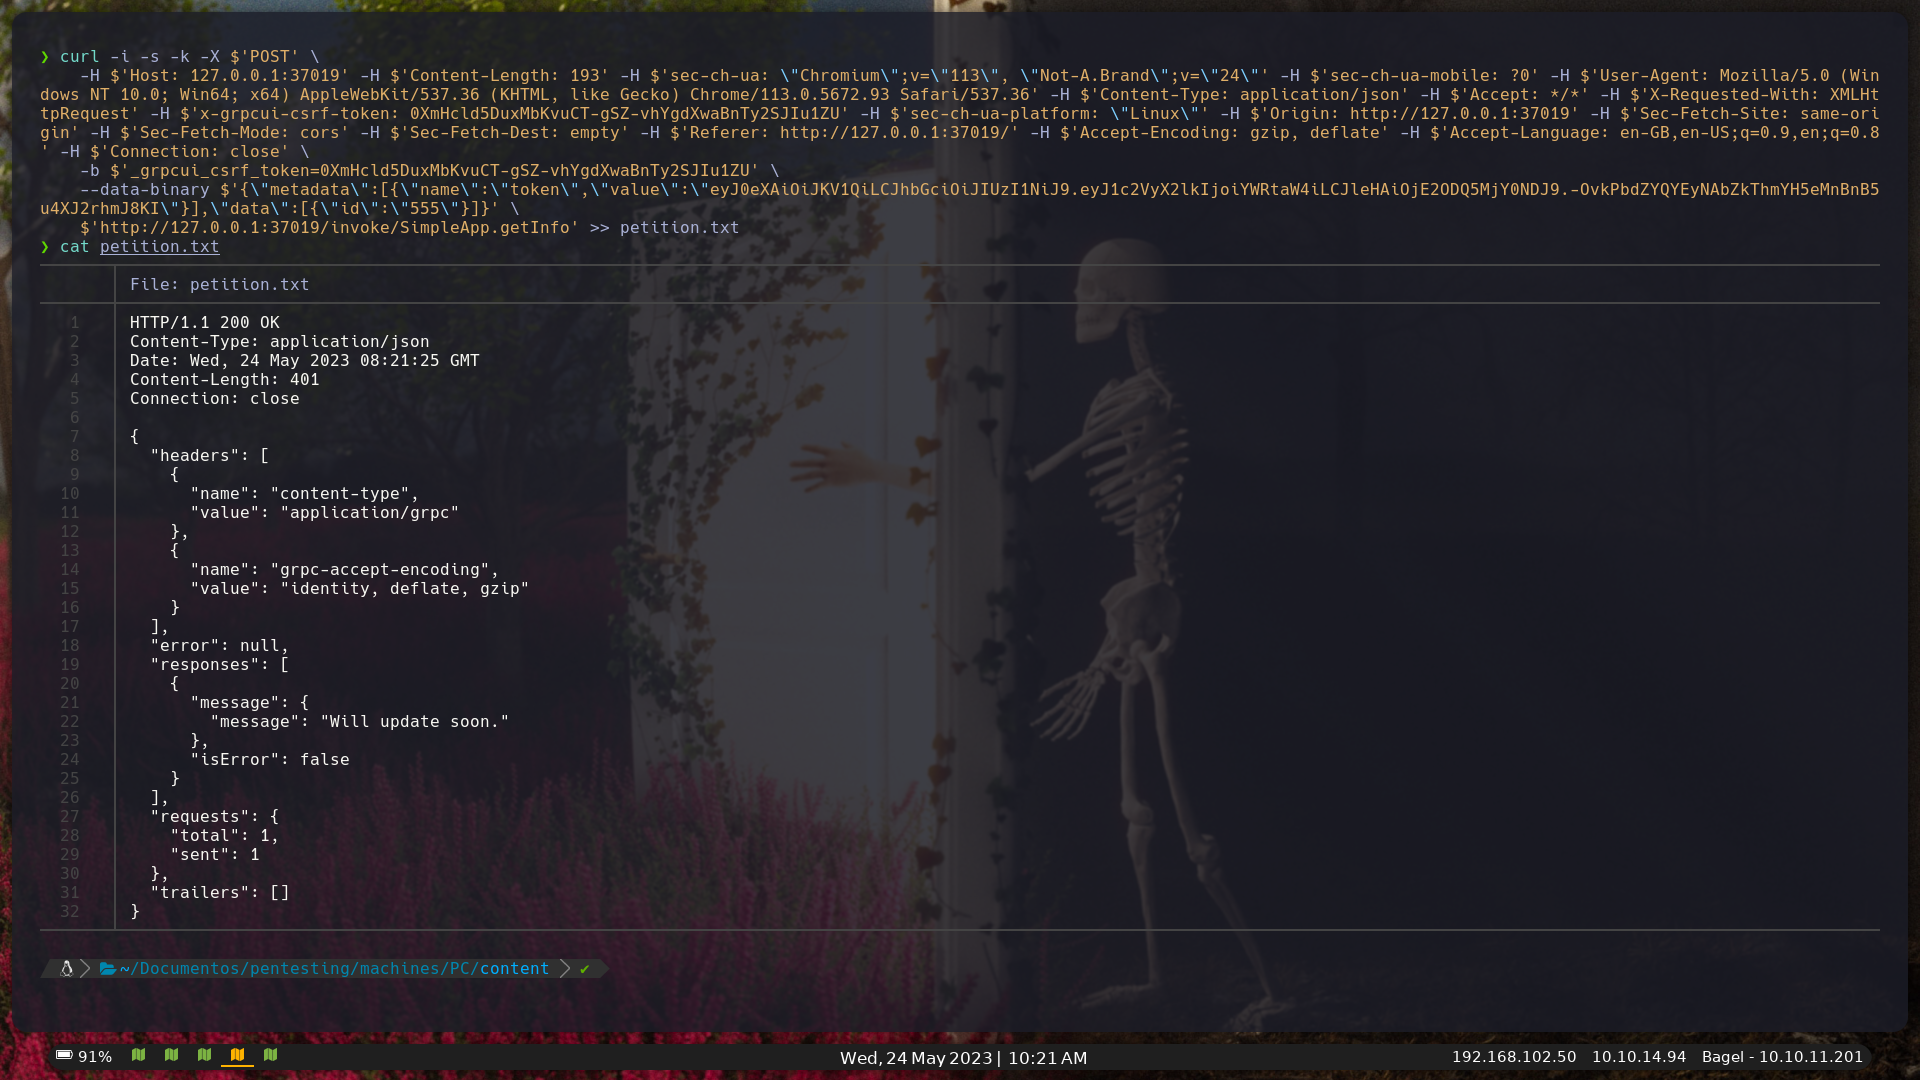 ❯ curl -i -s -k -X $'POST' \
    -H $'Host: 127.0.0.1:37019' -H $'Content-Length: 193' -H $'sec-ch-ua: \"Chromium\";v=\"113\", \"Not-A.Brand\";v=\"24\"' -H $'sec-ch-ua-mobile: ?0' -H $'User-Agent: Mozilla/5.0 (Win
dows NT 10.0; Win64; x64) AppleWebKit/537.36 (KHTML, like Gecko) Chrome/113.0.5672.93 Safari/537.36' -H $'Content-Type: application/json' -H $'Accept: */*' -H $'X-Requested-With: XMLHt
tpRequest' -H $'x-grpcui-csrf-token: 0XmHcld5DuxMbKvuCT-gSZ-vhYgdXwaBnTy2SJIu1ZU' -H $'sec-ch-ua-platform: \"Linux\"' -H $'Origin: http://127.0.0.1:37019' -H $'Sec-Fetch-Site: same-ori
gin' -H $'Sec-Fetch-Mode: cors' -H $'Sec-Fetch-Dest: empty' -H $'Referer: http://127.0.0.1:37019/' -H $'Accept-Encoding: gzip, deflate' -H $'Accept-Language: en-GB,en-US;q=0.9,en;q=0.8
' -H $'Connection: close' \
    -b $'_grpcui_csrf_token=0XmHcld5DuxMbKvuCT-gSZ-vhYgdXwaBnTy2SJIu1ZU' \
    --data-binary $'{\"metadata\":[{\"name\":\"token\",\"value\":\"eyJ0eXAiOiJKV1QiLCJhbGciOiJIUzI1NiJ9.eyJ1c2VyX2lkIjoiYWRtaW4iLCJleHAiOjE2ODQ5MjY0NDJ9.-OvkPbdZYQYEyNAbZkThmYH5eMnBnB5
u4XJ2rhmJ8KI\"}],\"data\":[{\"id\":\"555\"}]}' \
    $'http://127.0.0.1:37019/invoke/SimpleApp.getInfo' >> petition.txt
❯ cat petition.txt
File: petition.txt
1 HTTP/1.1 200 OK
2 Content-Type: application/json
3 Date: Wed, 24 May 2023 08:21:25 GMT
4 Content-Length: 401
5 Connection: close
6
7 {
8   "headers": [
9     {
10       "name": "content-type",
11       "value": "application/grpc"
12     },
13     {
14       "name": "grpc-accept-encoding",
15       "value": "identity, deflate, gzip"
16     }
17   ],
18   "error": null,
19   "responses": [
20     {
21       "message": {
22         "message": "Will update soon."
23       },
24       "isError": false
25     }
26   ],
27   "requests": {
28     "total": 1,
29     "sent": 1
30   },
31   "trailers": []
32 }
~/Documentos/pentesting/machines/PC/content ✔
91% Wed, 24 May 2023 | 10:21 AM 192.168.102.50 10.10.14.94 Bagel - 10.10.11.201